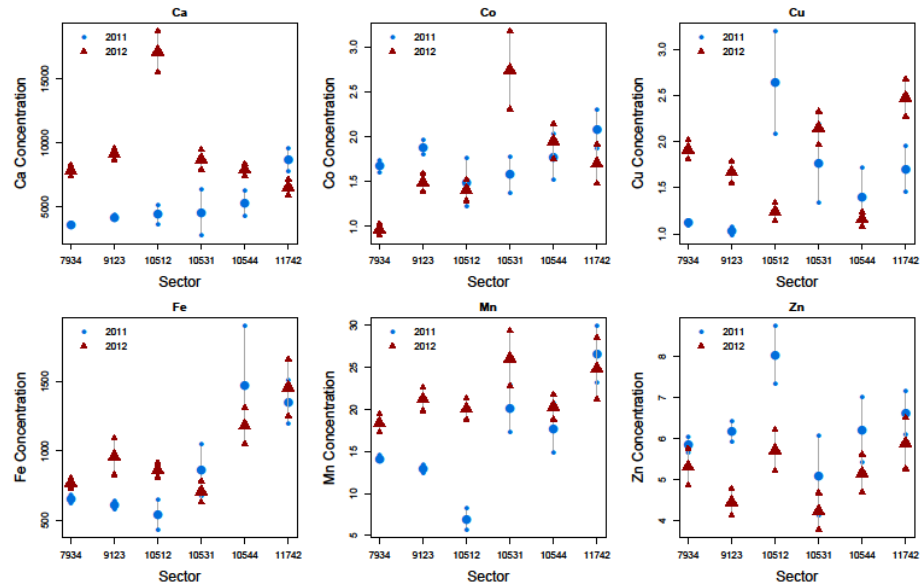 Ca
Co
Cu
2011
2012
2011
2012
2011
2012
Ca Concentration
5000
10000
15000
Co Concentration
1.0
1.5
2.0
2.5
3.0
Cu Concentration
1.0
1.5
2.0
2.5
3.0
7934 9123 10512 10531 10544 11742
7934 9123 10512 10531 10544 11742
7934 9123 10512 10531 10544 11742
Sector
Sector
Sector
Fe
Mn
Zn
2011
2012
2011
2012
2011
2012
Fe Concentration
500
1000
1500
Mn Concentration
5
10
15
20
25
30
Zn Concentration
4
5
6
7
8
7934 9123 10512 10531 10544 11742
7934 9123 10512 10531 10544 11742
7934 9123 10512 10531 10544 11742
Sector
Sector
Sector